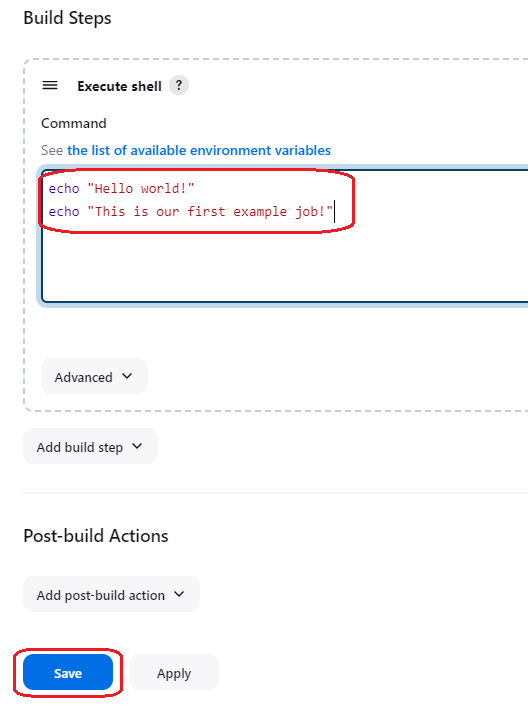 Build Steps
Execute shell ?
Command
See the list of available environment variables
echo "Hello world!"
echo "This is our first example job!"
Advanced
Add build step
Post-build Actions
Add post-build action
Save Apply